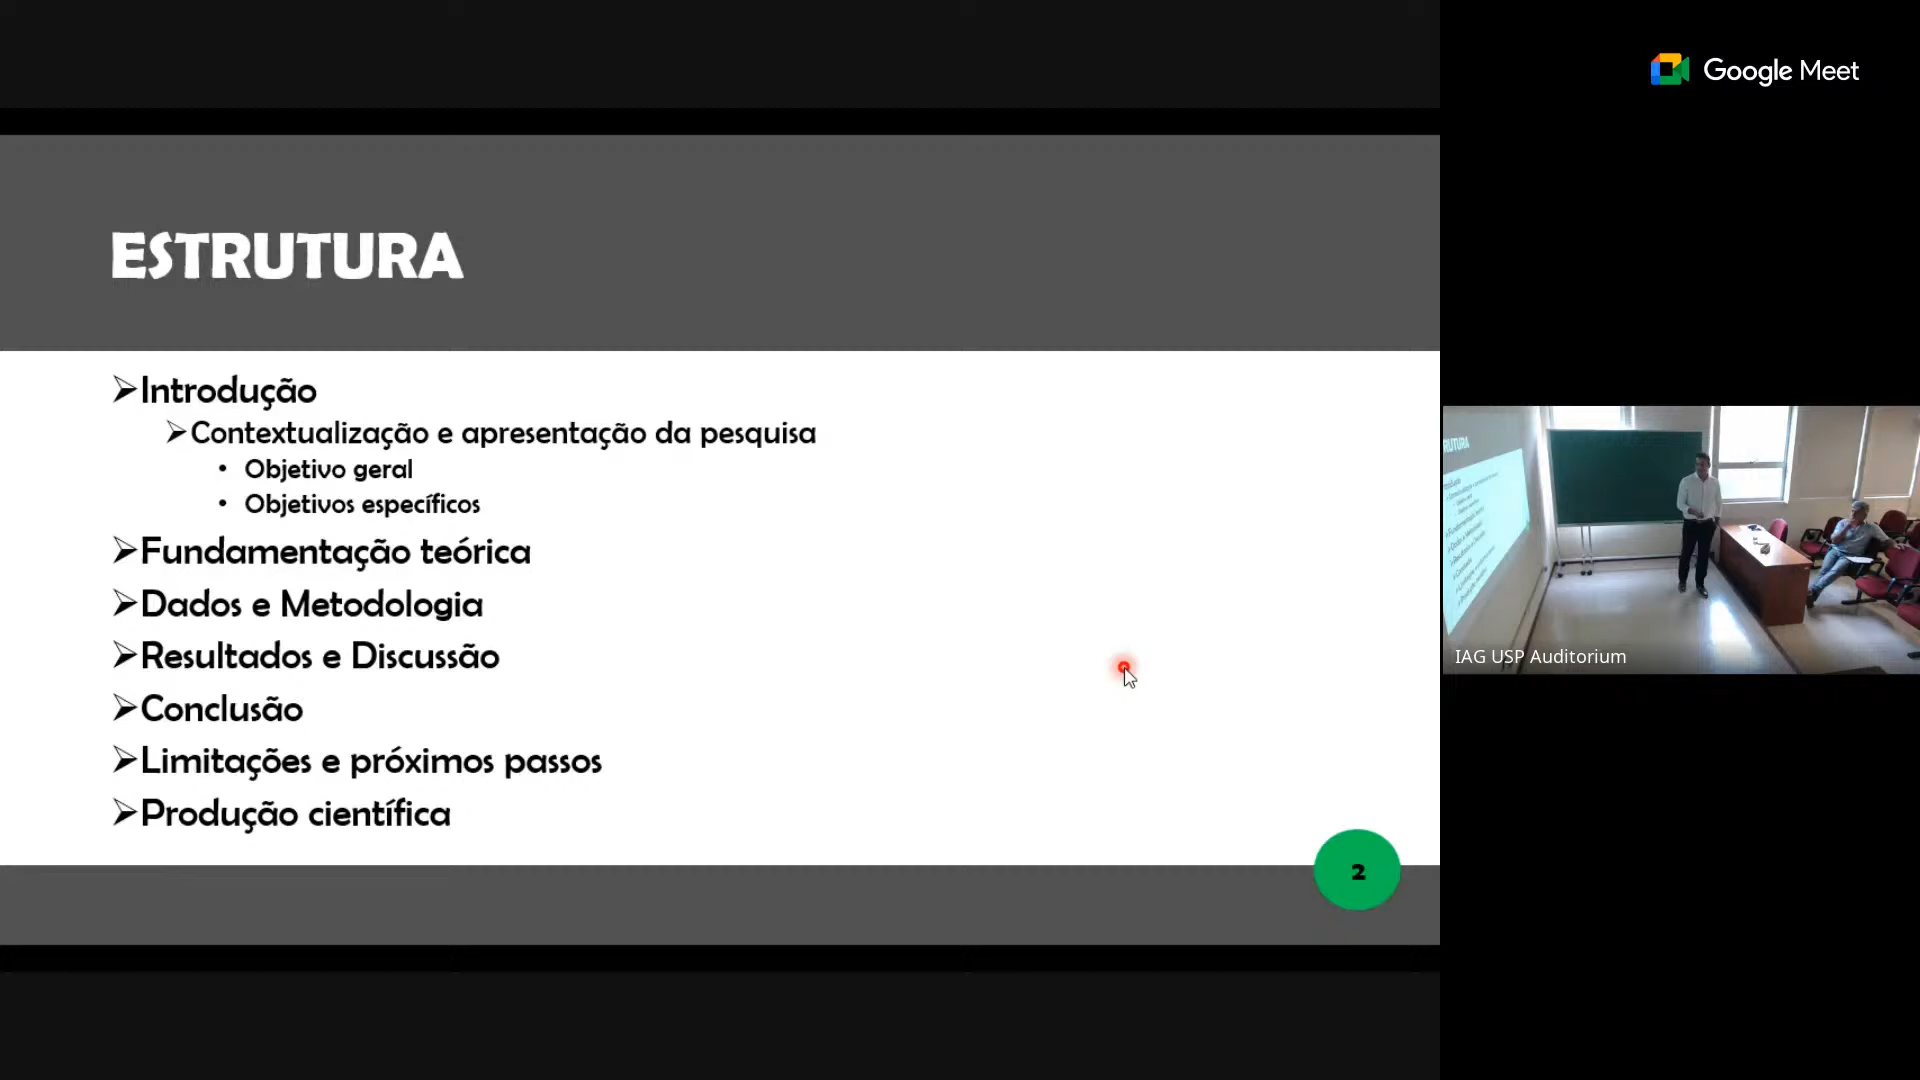 Google Meet
ESTRUTURA
➢Introdução
➢Contextualização e apresentação da pesquisa
• Objetivo geral
• Objetivos específicos
➢Fundamentação teórica
➢Dados e Metodologia
➢Resultados e Discussão
➢Conclusão
➢Limitações e próximos passos
➢Produção científica
2
IAG USP Auditorium